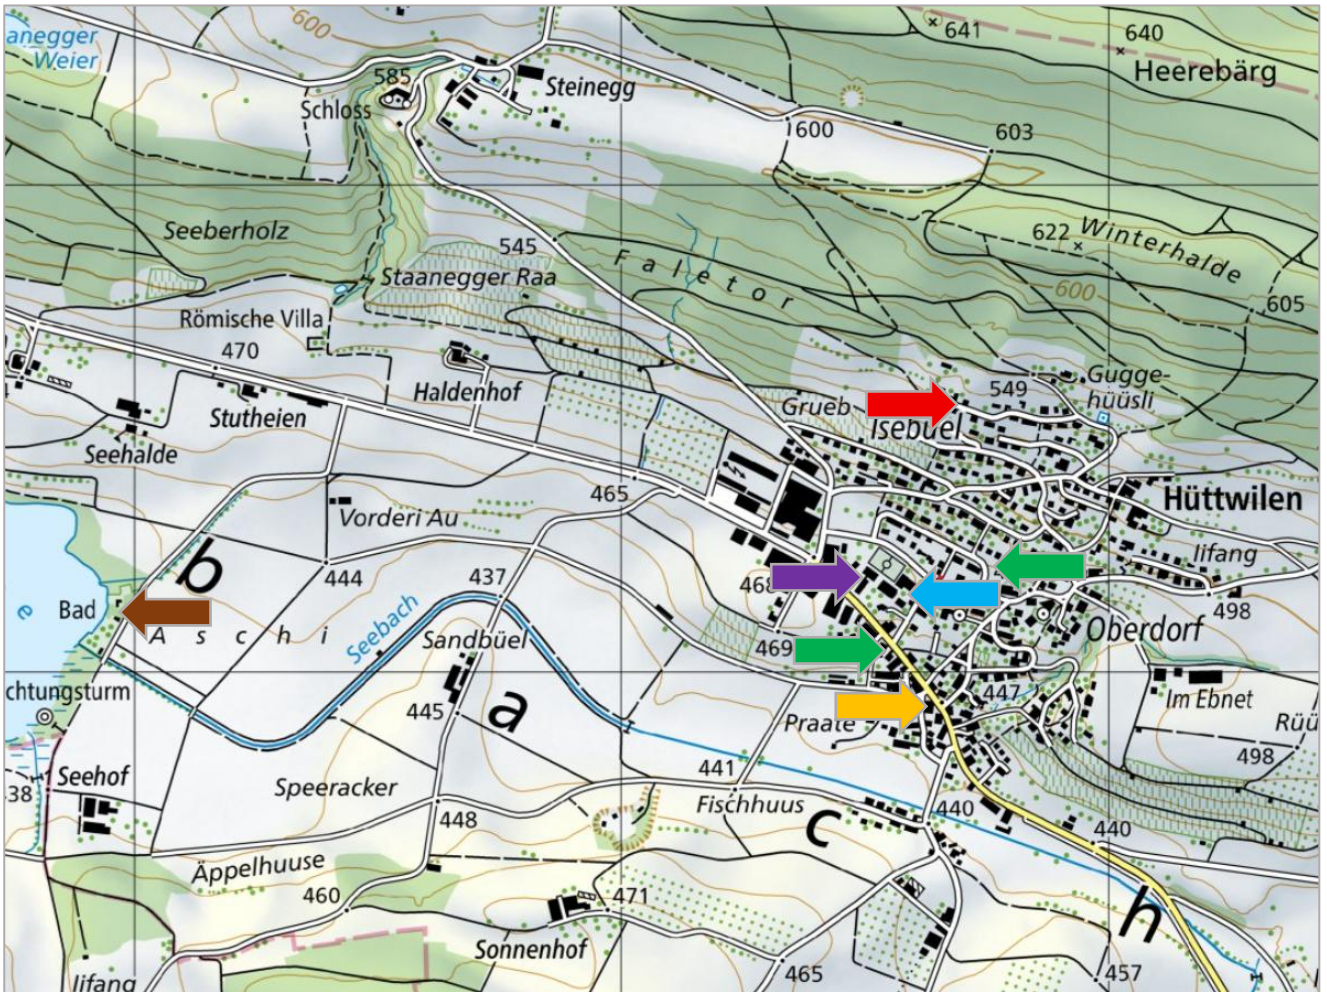 641
640
600
anegger
Weier
Heerebärg
585
Steinegg
Schloss
600
603
Seeberholz
545
622
Winterhalde
Staanegger Raa
Faletor
600
605
Römische Villa
470
Haldenhof
Grueb
549
Gugge-
hüüsli
Stutheien
Isebüel
Seehalde
465
Hüttwilen
Vorderi Au
b
444
437
468
Iifang
498
e
Bad
Aschi
Seebach
Sandbüel
469
Oberdorf
chtungsturm
445
a
447
Im Ebnet
Praate
Rüü
Seehof
441
498
38
Speeracker
Fischhuus
440
c
448
440
Äppelhuuse
460
471
h
Sonnenhof
465
457
Iifang